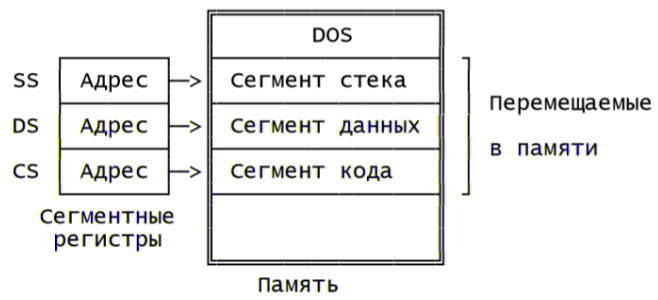 DOS
SS Адрес Сегмент стека
DS Адрес Сегмент данных
CS Адрес Сегмент кода
Перемещаемые
в памяти
Сегментные
регистры
Память